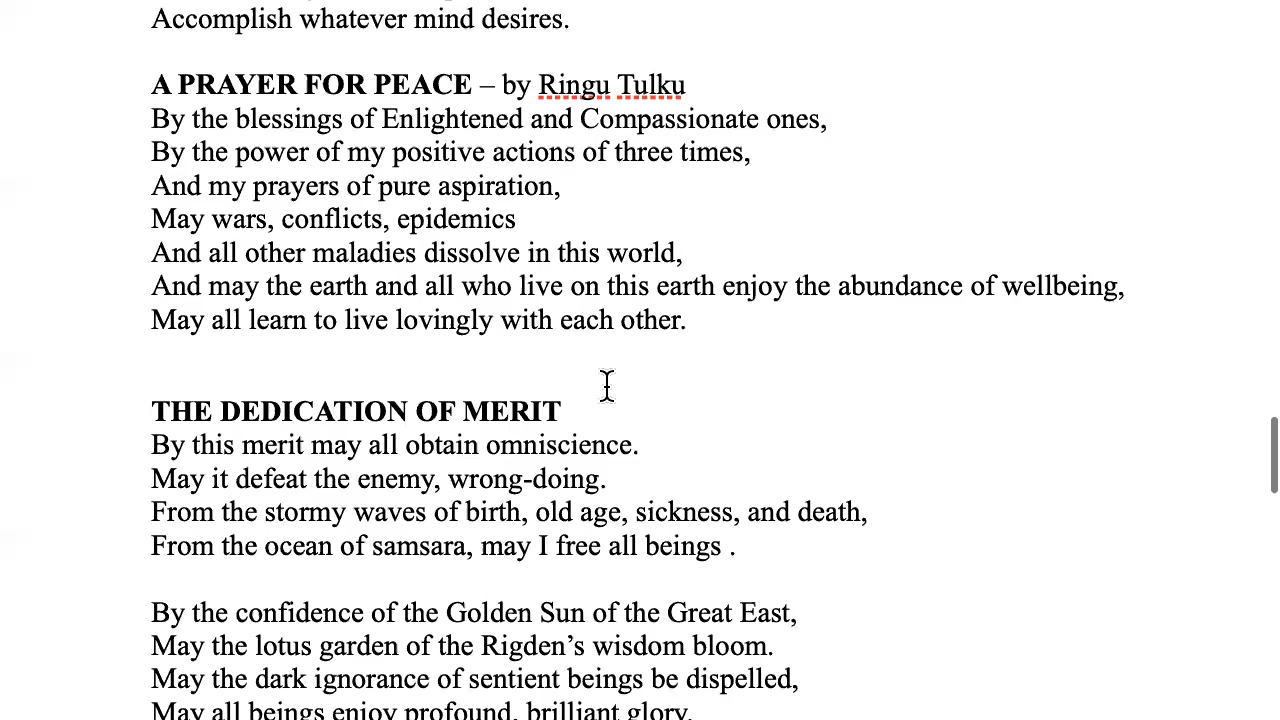 Accomplish whatever mind desires.
A PRAYER FOR PEACE – by Ringu Tulku
By the blessings of Enlightened and Compassionate ones,
By the power of my positive actions of three times,
And my prayers of pure aspiration,
May wars, conflicts, epidemics
And all other maladies dissolve in this world,
And may the earth and all who live on this earth enjoy the abundance of wellbeing,
May all learn to live lovingly with each other.
THE DEDICATION OF MERIT
By this merit may all obtain omniscience.
May it defeat the enemy, wrong-doing.
From the stormy waves of birth, old age, sickness, and death,
From the ocean of samsara, may I free all beings .
By the confidence of the Golden Sun of the Great East,
May the lotus garden of the Rigden’s wisdom bloom.
May the dark ignorance of sentient beings be dispelled,
May all beings enjoy profound, brilliant glory.